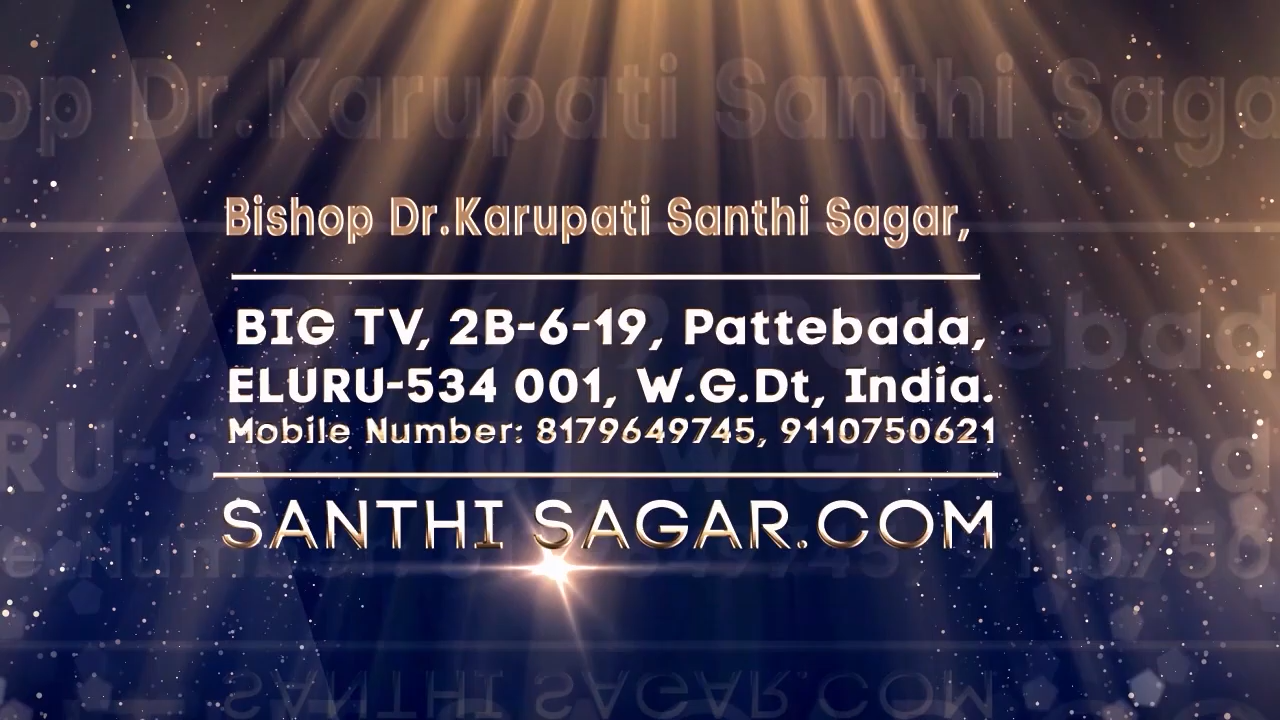 Bishop Dr.Karupati Santhi Sagar,
BIG TV, 2B-6-19, Pattebada,
ELURU-534 001, W.G.Dt, India.
Mobile Number: 8179649745, 9110750621
SANTHI SAGAR.COM